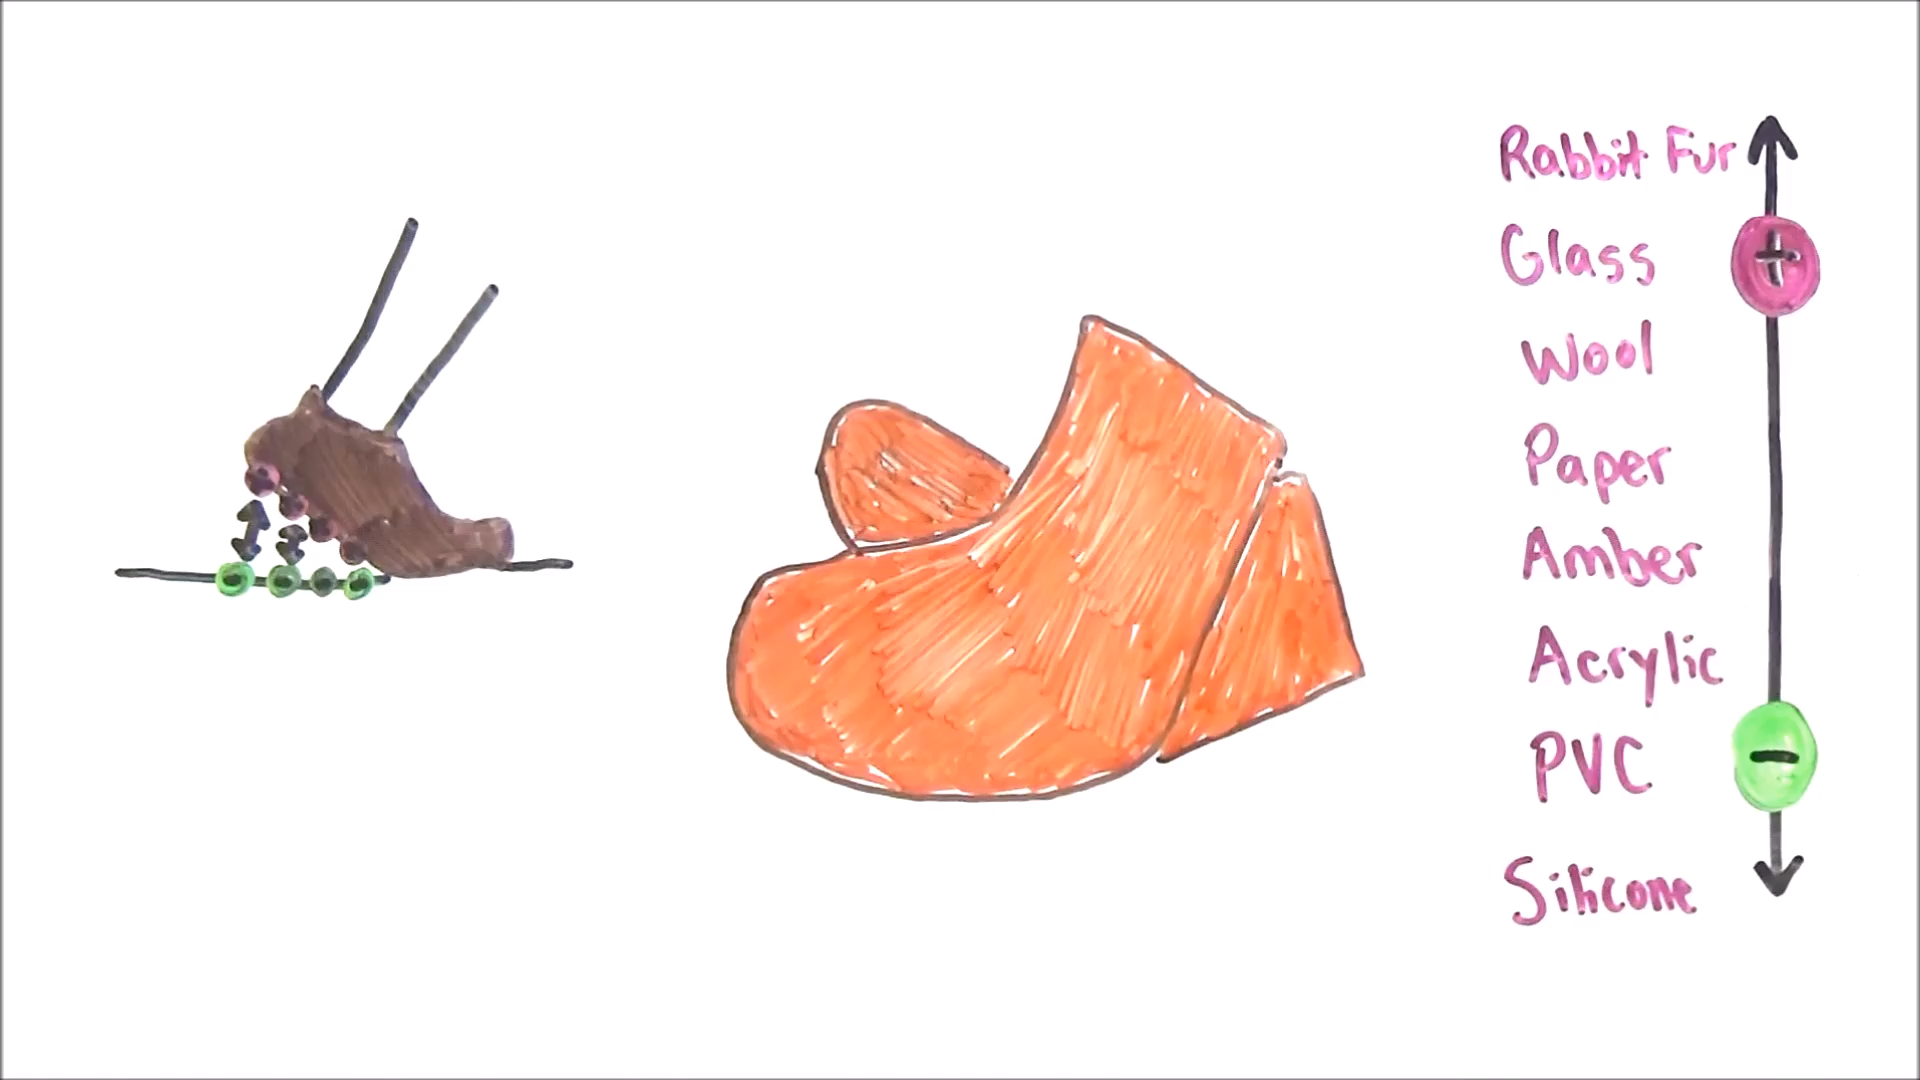 Rabbit Fur
Glass
+
Wool
Paper
Amber
Acrylic
PVC
-
Silicone